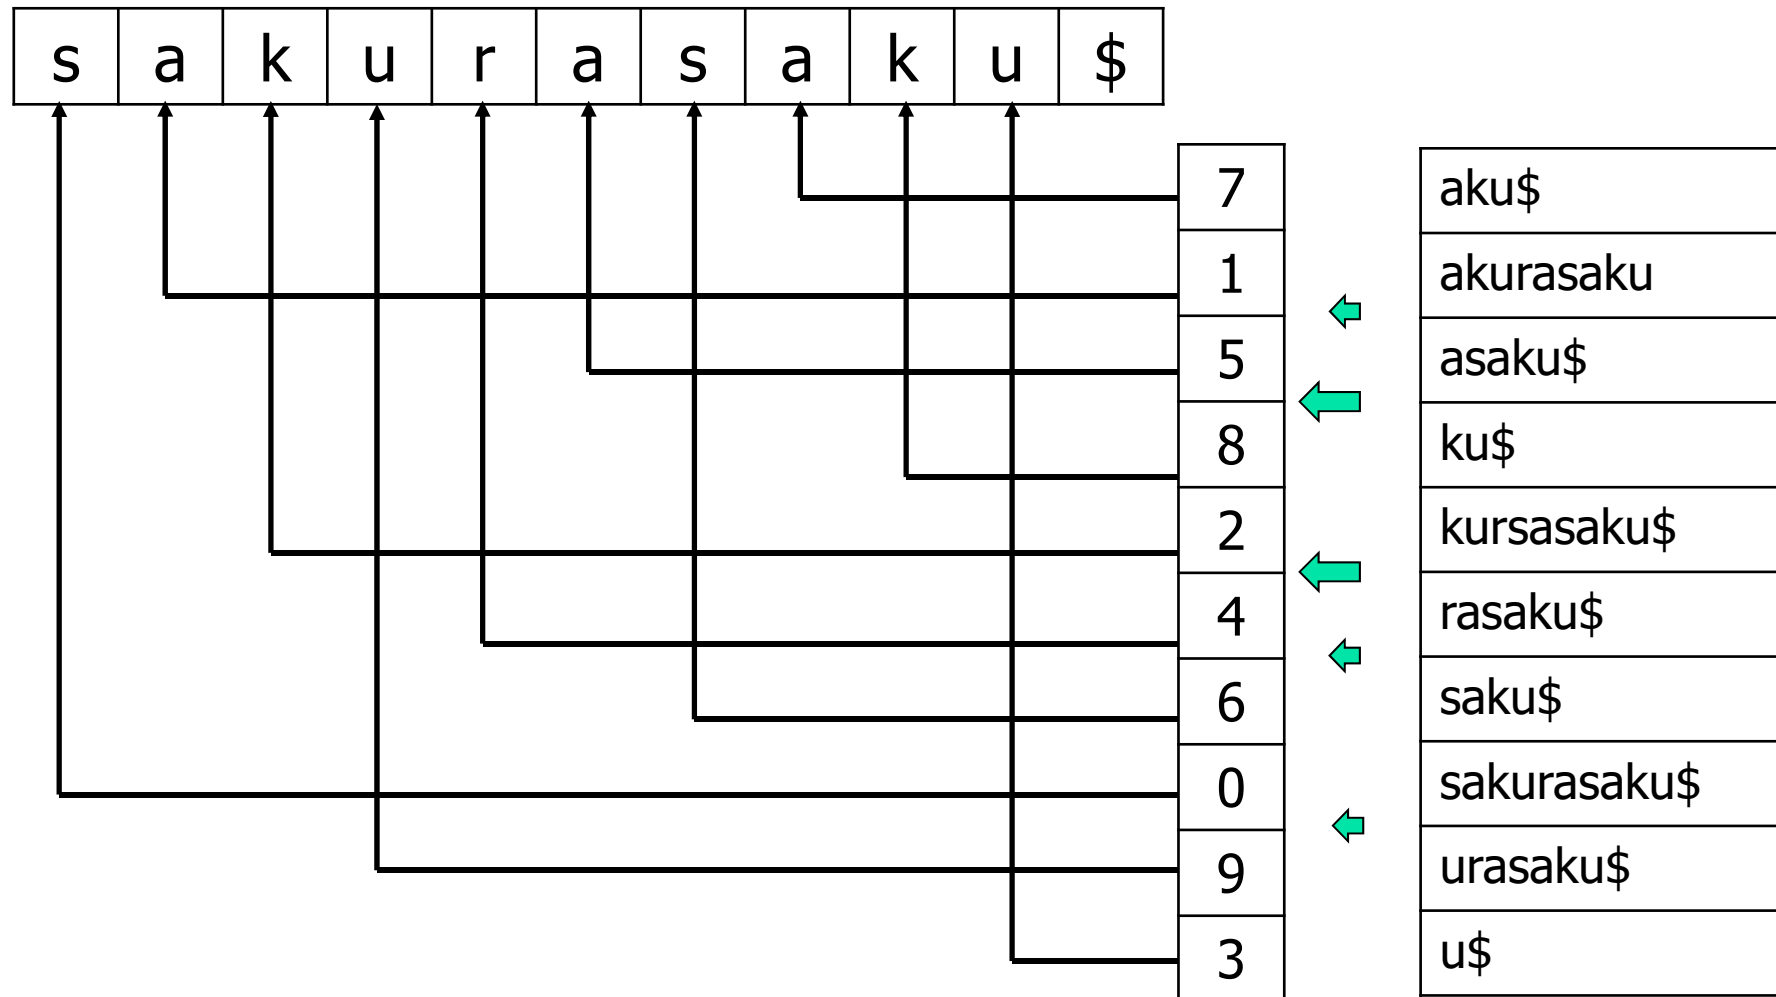 s a k u r a s a k u $
7 aku$
1 akurasaku
5 asaku$
8 ku$
2 kursasaku$
4 rasaku$
6 saku$
0 sakurasaku$
9 urasaku$
3 u$